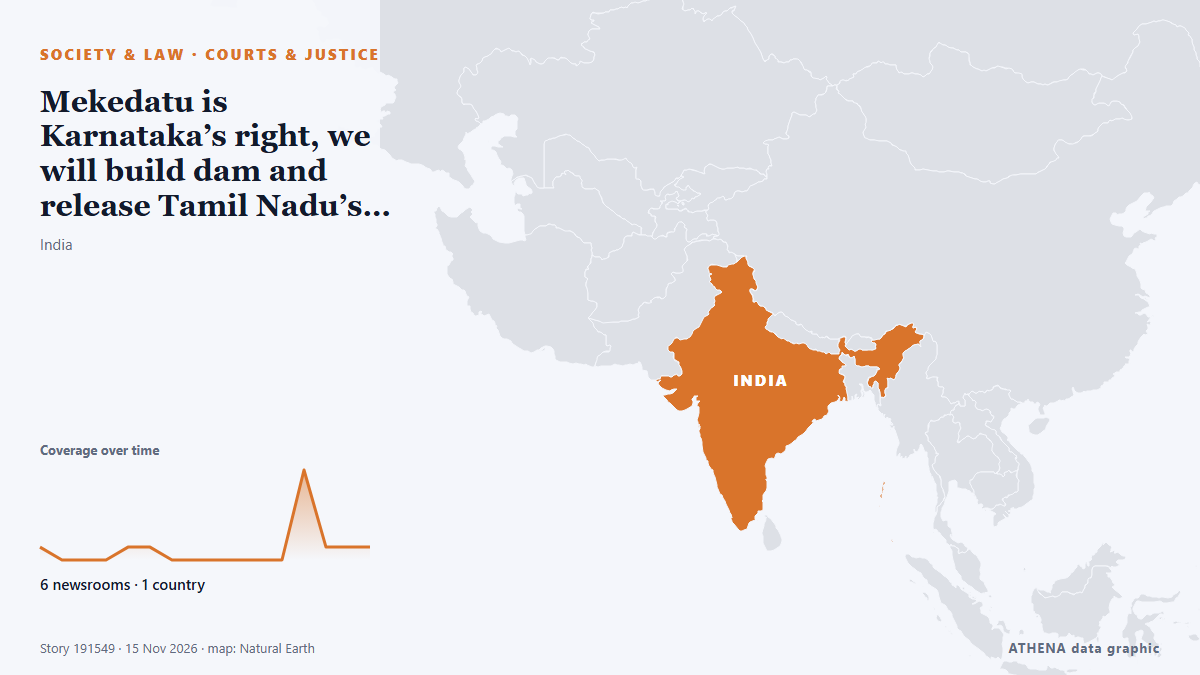 SOCIETY & LAW · COURTS & JUSTICE
Mekedatu is
Karnataka’s right, we
will build dam and
release Tamil Nadu’s...
India
INDIA
Coverage over time
6 newsrooms · 1 country
Story 191549 · 15 Nov 2026 · map: Natural Earth
ATHENA data graphic